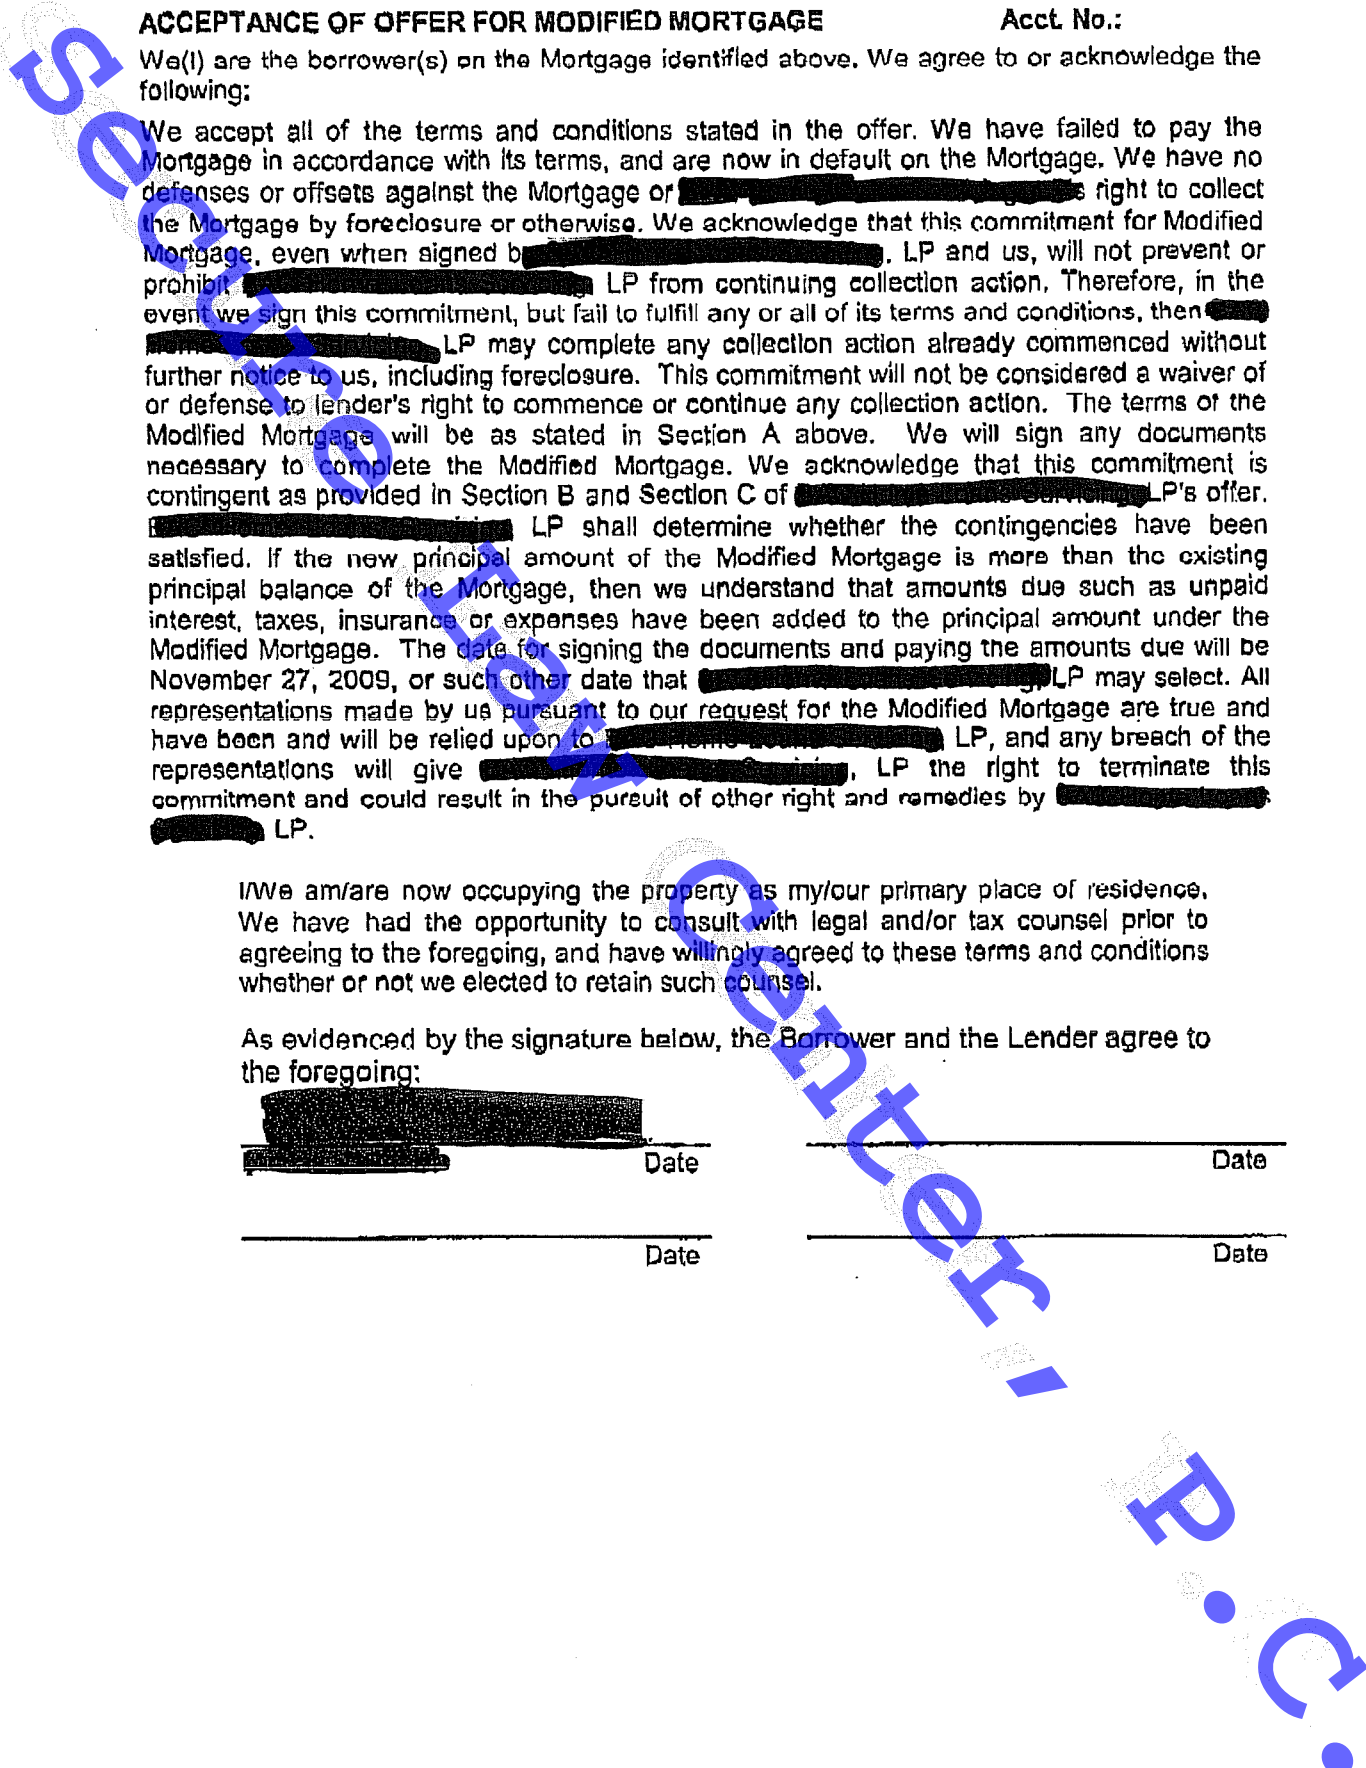 ACCEPTANCE OF OFFER FOR MODIFIED MORTGAGE Acct. No.:
We(I) are the borrower(s) on the Mortgage identified above. We agree to or acknowledge the
following:
We accept all of the terms and conditions stated in the offer. We have failed to pay the
Mortgage in accordance with its terms, and are now in default on the Mortgage. We have no
defenses or offsets against the Mortgage or right to collect
the Mortgage by foreclosure or otherwise. We acknowledge that this commitment for Modified
Mortgage, even when signed b , LP and us, will not prevent or
prohibit LP from continuing collection action. Therefore, in the
event we sign this commitment, but fail to fulfill any or all of its terms and conditions, then
LP may complete any collection action already commenced without
further notice to us, including foreclosure. This commitment will not be considered a waiver of
or defense to lender's right to commence or continue any collection action. The terms of the
Modified Mortgage will be as stated in Section A above. We will sign any documents
necessary to complete the Modified Mortgage. We acknowledge that this commitment is
contingent as provided in Section B and Section C of LP's offer.
LP shall determine whether the contingencies have been
satisfied. If the new principal amount of the Modified Mortgage is more than the existing
principal balance of the Mortgage, then we understand that amounts due such as unpaid
interest, taxes, insurance or expenses have been added to the principal amount under the
Modified Mortgage. The date for signing the documents and paying the amounts due will be
November 27, 2009, or such other date that LP may select. All
representations made by us pursuant to our request for the Modified Mortgage are true and
have been and will be relied upon to LP, and any breach of the
representations will give , LP the right to terminate this
commitment and could result in the pursuit of other right and remedies by
LP.
I/We am/are now occupying the property as my/our primary place of residence.
We have had the opportunity to consult with legal and/or tax counsel prior to
agreeing to the foregoing, and have willingly agreed to these terms and conditions
whether or not we elected to retain such counsel.
As evidenced by the signature below, the Borrower and the Lender agree to
the foregoing:
Date Date
Date Date
Secure Law Center, P.C.